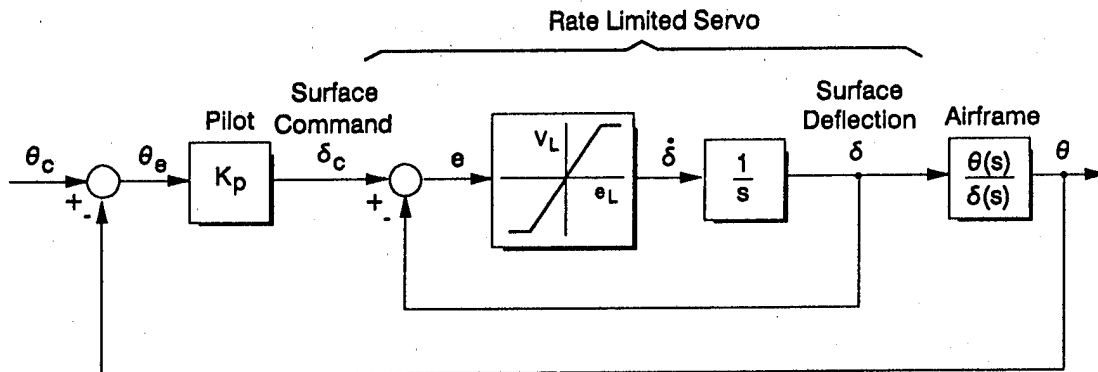 Rate Limited Servo
Surface
Command
Surface
Deflection
Pilot
Airframe
θc
θe
Kp
δc
e
VL
eL
δ̇
1
s
δ
θ(s)
δ(s)
θ
+
-
+
-